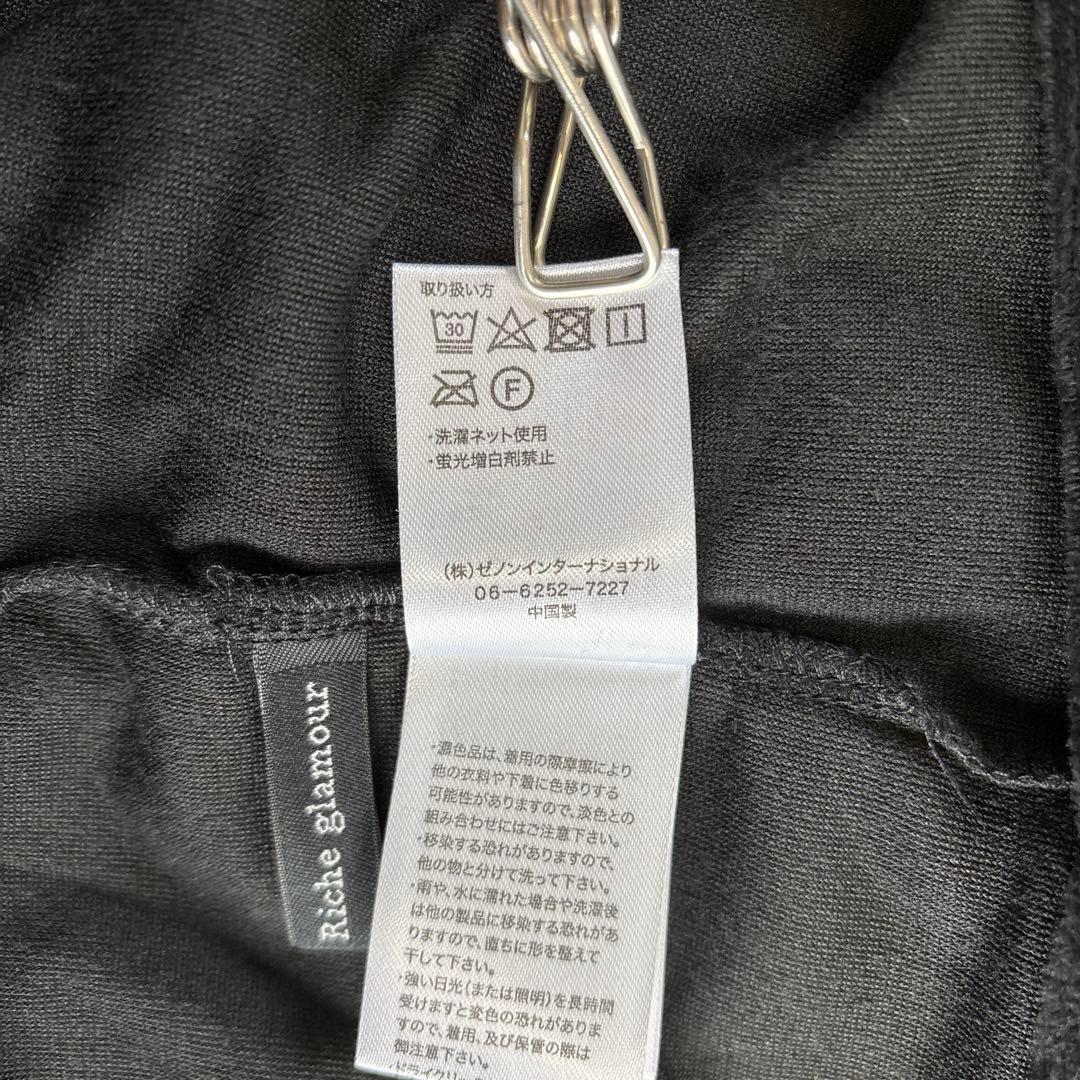 取り扱い方
30
F
・洗濯ネット使用
・蛍光増白剤禁止
(株)ゼノンインターナショナル
06-6252-7227
中国製
Riche glamour
・濃色品は、着用の際摩擦により
他の衣料や下着に色移りする
可能性がありますので、淡色との
組み合わせにはご注意下さい。
・移染する恐れがありますので、
他の物と分けて洗って下さい。
・雨や、水に濡れた場合や洗濯後
は他の製品に移染する恐れがあ
りますので、直ちに形を整えて
干して下さい。
・強い日光(または照明)を長時間
受けますと変色の恐れがありま
すので、着用、及び保管の際は
御注意下さい。